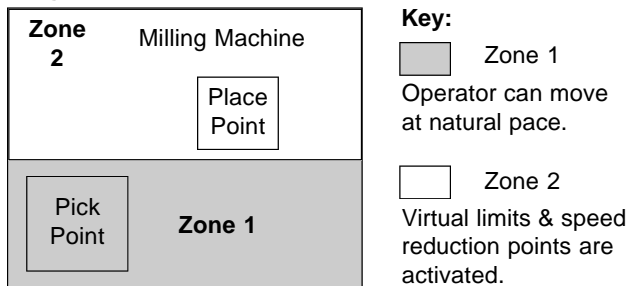 Zone
2
Milling Machine
Place
Point
Pick
Point
Zone 1
Key:
Zone 1
Operator can move
at natural pace.
Zone 2
Virtual limits & speed
reduction points are
activated.